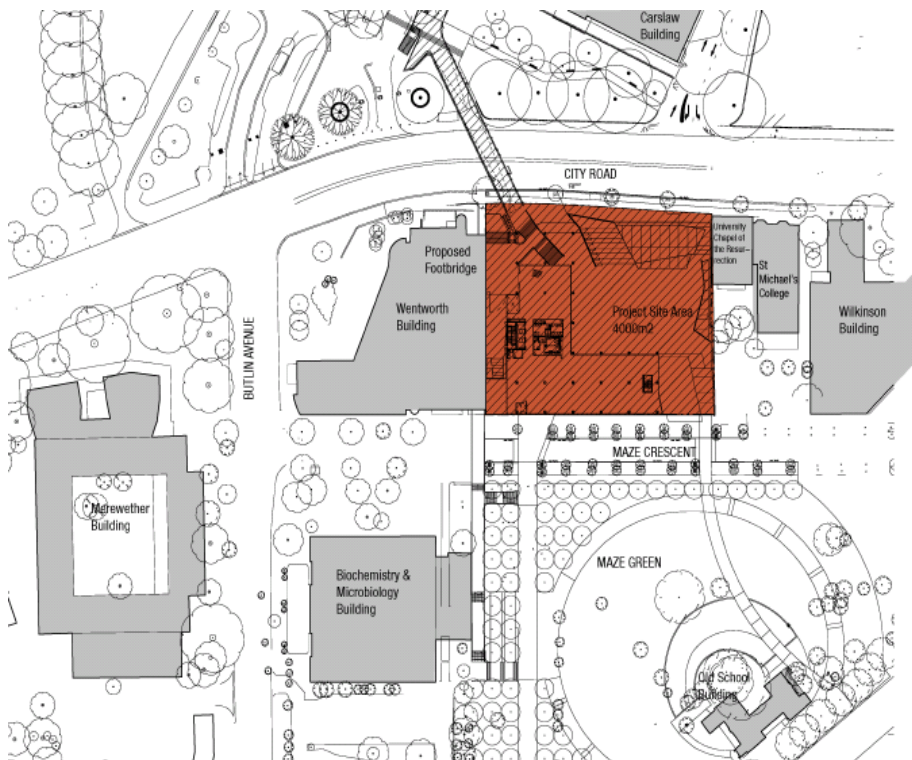 Carslaw
Building
CITY ROAD
University
Chapel of
the Resur-
rection
St
Michael's
College
Proposed
Footbridge
Wentworth
Building
Project Site Area
4000m2
Wilkinson
Building
BUTLIN AVENUE
MAZE CRESCENT
Merewether
Building
Biochemistry &
Microbiology
Building
MAZE GREEN
Old School
Building